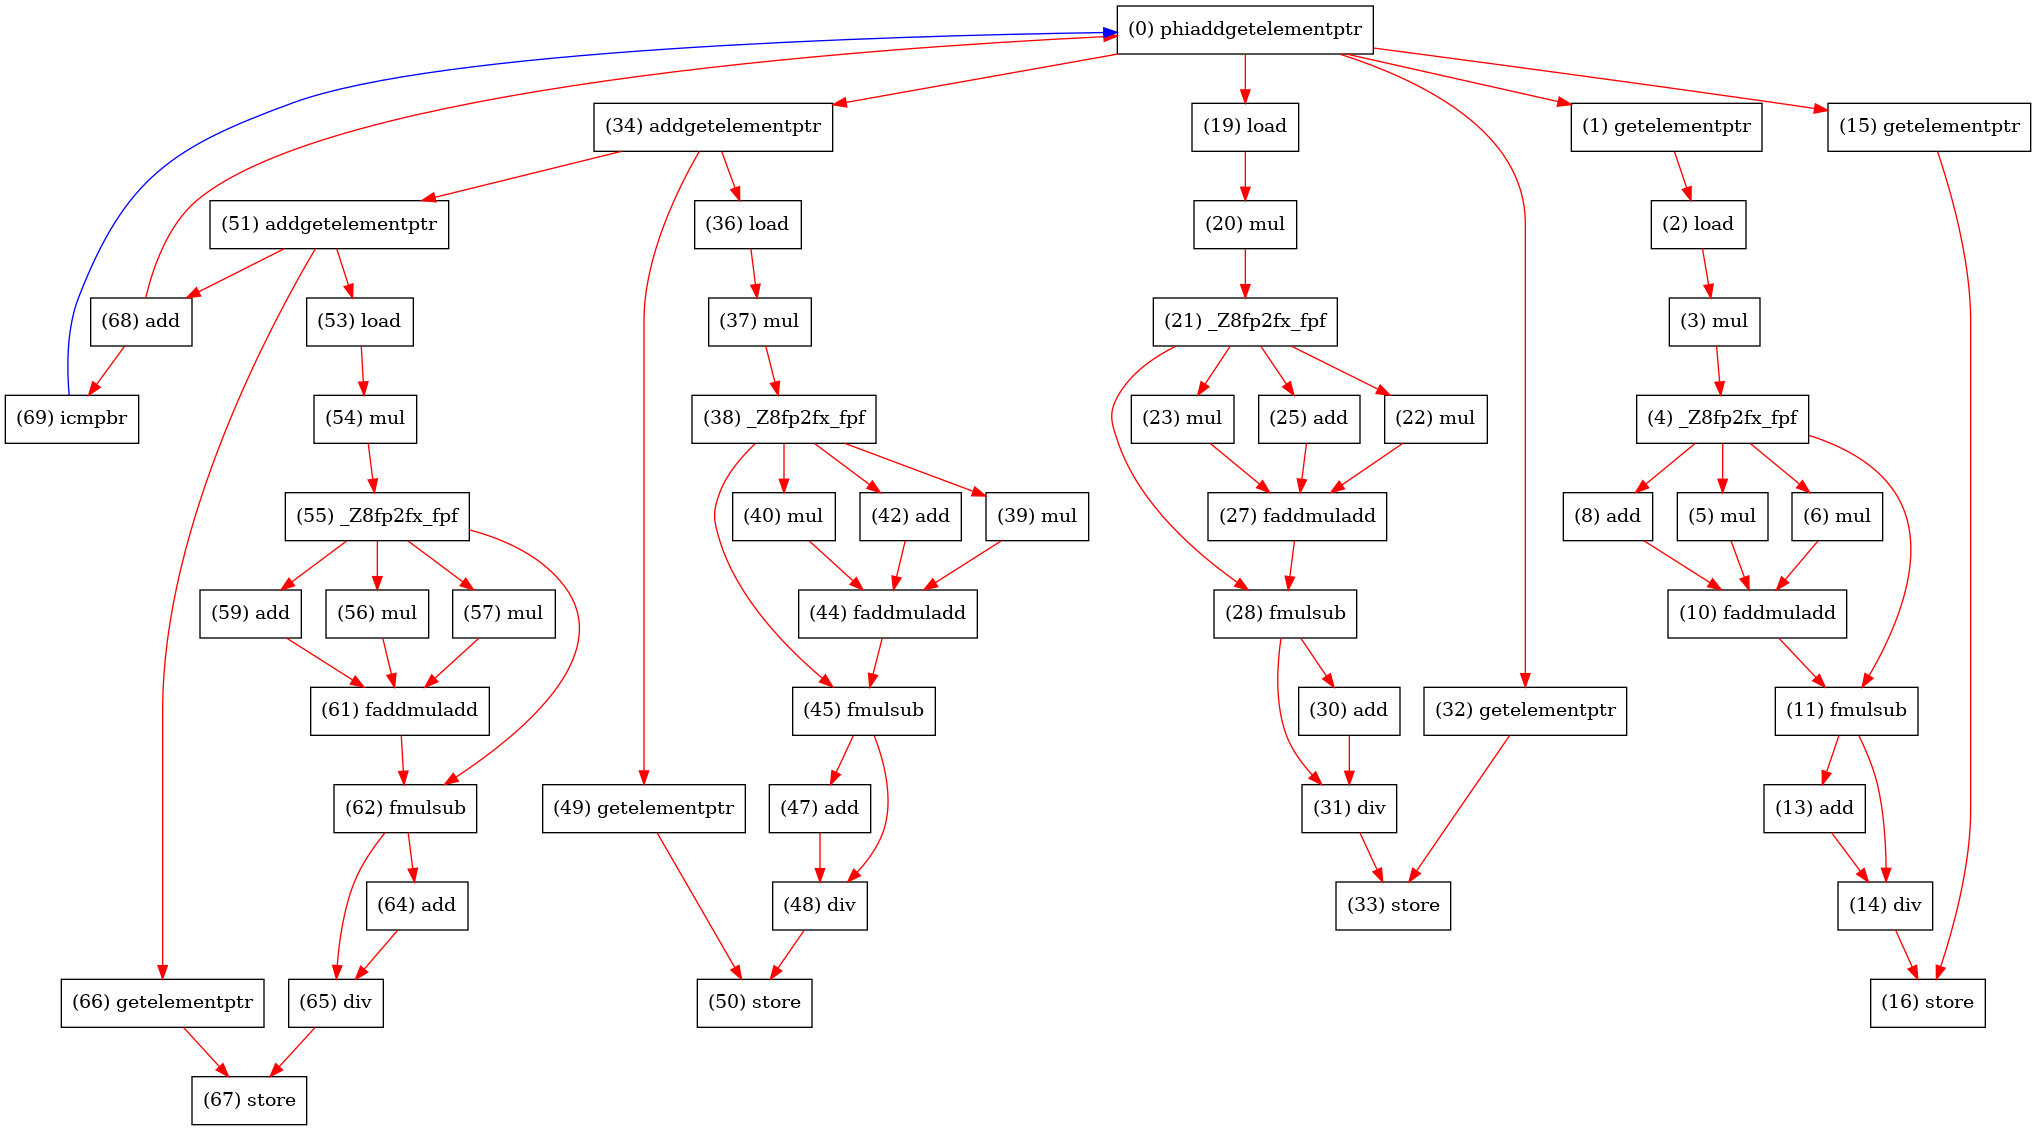 (0) phiaddgetelementptr
(34) addgetelementptr
(19) load
(1) getelementptr
(15) getelementptr
(51) addgetelementptr
(36) load
(20) mul
(2) load
(68) add
(53) load
(37) mul
(21) _Z8fp2fx_fpf
(3) mul
(69) icmpbr
(54) mul
(38) _Z8fp2fx_fpf
(23) mul
(25) add
(22) mul
(4) _Z8fp2fx_fpf
(55) _Z8fp2fx_fpf
(40) mul
(42) add
(39) mul
(27) faddmuladd
(8) add
(5) mul
(6) mul
(59) add
(56) mul
(57) mul
(44) faddmuladd
(28) fmulsub
(10) faddmuladd
(61) faddmuladd
(45) fmulsub
(30) add
(32) getelementptr
(11) fmulsub
(62) fmulsub
(49) getelementptr
(47) add
(31) div
(13) add
(64) add
(48) div
(33) store
(14) div
(66) getelementptr
(65) div
(50) store
(16) store
(67) store